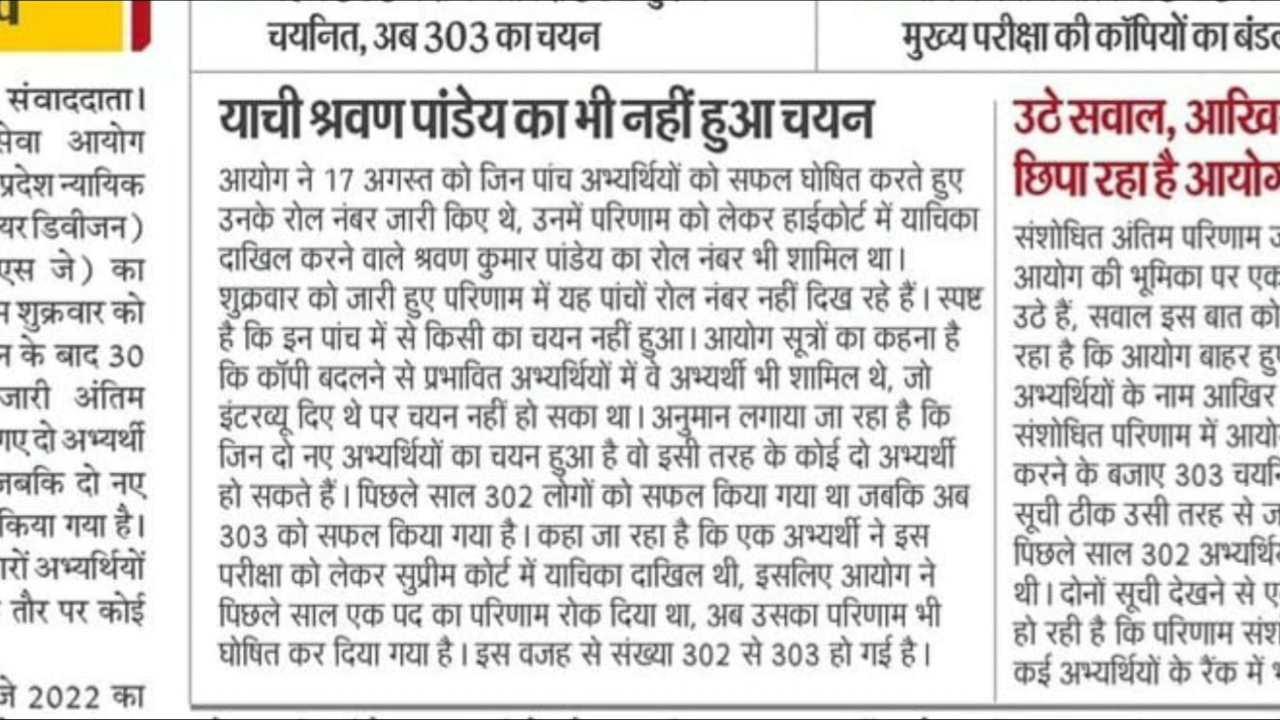 चयनित, अब 303 का चयन
मुख्य परीक्षा की कॉपियों का
संवाददाता।
सेवा आयोग
प्रदेश न्यायिक
डिवीजन)
एस जे) का
शुक्रवार को
के बाद 30
जारी अंतिम
गए दो अभ्यर्थी
जबकि दो नए
किया गया है।
अभ्यर्थियों
तौर पर कोई
2022 का
याची श्रवण पांडेय का भी नहीं हुआ चयन
आयोग ने 17 अगस्त को जिन पांच अभ्यर्थियों को सफल घोषित करते हुए
उनके रोल नंबर जारी किए थे, उनमें परिणाम को लेकर हाईकोर्ट में याचिका
दाखिल करने वाले श्रवण कुमार पांडेय का रोल नंबर भी शामिल था।
शुक्रवार को जारी हुए परिणाम में यह पांचों रोल नंबर नहीं दिख रहे हैं। स्पष्ट
है कि इन पांच में से किसी का चयन नहीं हुआ। आयोग सूत्रों का कहना है
कि कॉपी बदलने से प्रभावित अभ्यर्थियों में वे अभ्यर्थी भी शामिल थे, जो
इंटरव्यू दिए थे पर चयन नहीं हो सका था। अनुमान लगाया जा रहा है कि
जिन दो नए अभ्यर्थियों का चयन हुआ है वो इसी तरह के कोई दो अभ्यर्थी
हो सकते हैं। पिछले साल 302 लोगों को सफल किया गया था जबकि अब
303 को सफल किया गया है। कहा जा रहा है कि एक अभ्यर्थी ने इस
परीक्षा को लेकर सुप्रीम कोर्ट में याचिका दाखिल थी, इसलिए आयोग ने
पिछले साल एक पद का परिणाम रोक दिया था, अब उसका परिणाम भी
घोषित कर दिया गया है। इस वजह से संख्या 302 से 303 हो गई है।
उठे सवाल,
छिपा रहा है आयोग
संशोधित अंतिम परिणाम
आयोग की भूमिका पर
उठे हैं, सवाल इस बात को
रहा है कि आयोग बाहर
अभ्यर्थियों के नाम आखिर
संशोधित परिणाम में
करने के बजाए 303
सूची ठीक उसी तरह से
पिछले साल 302
थी। दोनों सूची देखने से
हो रही है कि परिणाम
कई अभ्यर्थियों के रैंक में